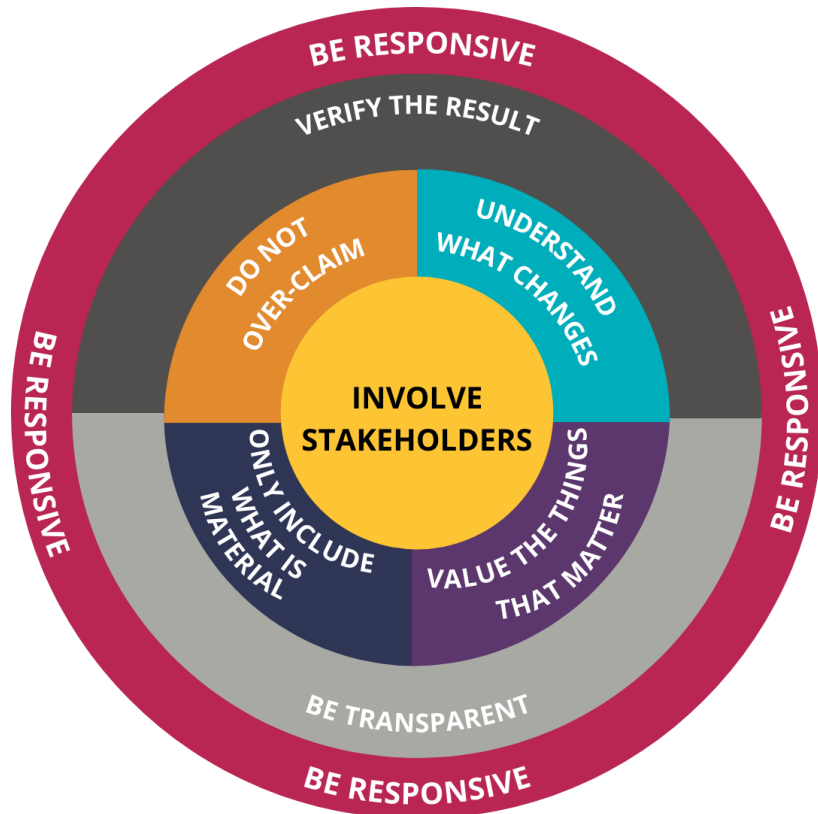 BE RESPONSIVE
VERIFY THE RESULT
DO NOT
OVER-CLAIM
UNDERSTAND
WHAT CHANGES
BE RESPONSIVE
BE RESPONSIVE
INVOLVE
STAKEHOLDERS
ONLY INCLUDE
WHAT IS
MATERIAL
VALUE THE THINGS
THAT MATTER
BE TRANSPARENT
BE RESPONSIVE